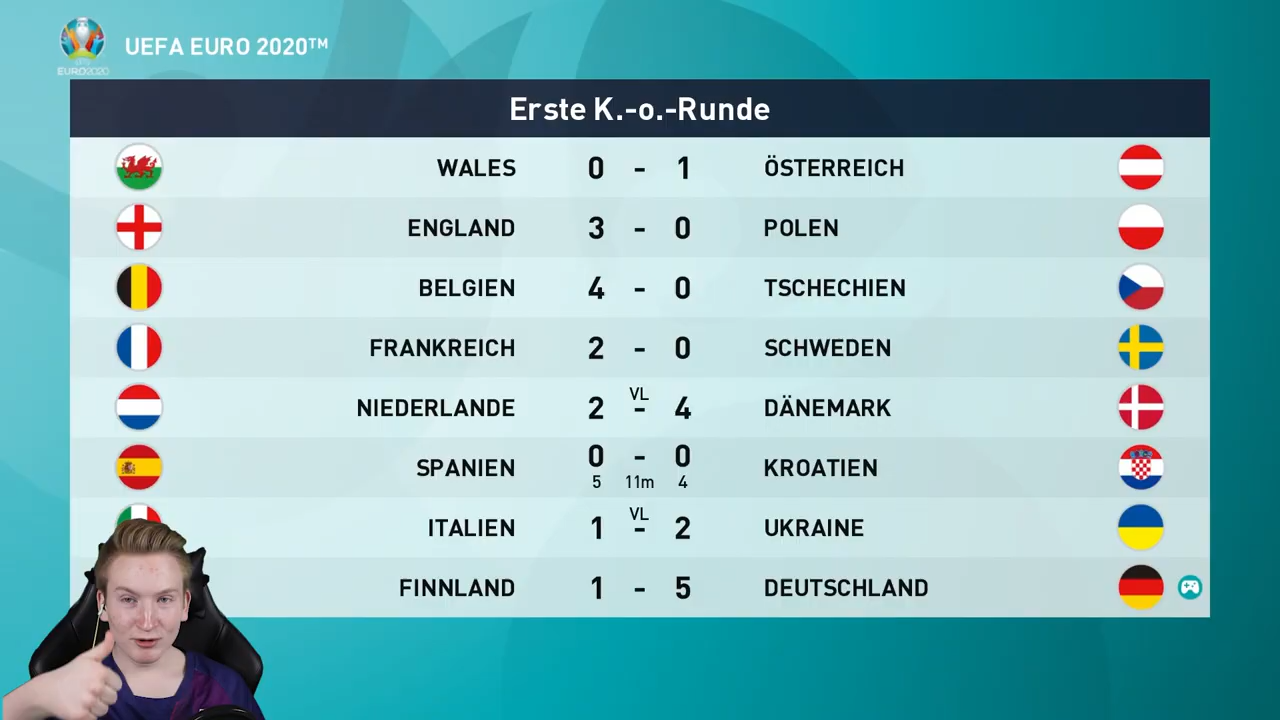 UEFA EURO 2020™
EURO2020
Erste K.-o.-Runde
WALES 0 - 1 ÖSTERREICH
ENGLAND 3 - 0 POLEN
BELGIEN 4 - 0 TSCHECHIEN
FRANKREICH 2 - 0 SCHWEDEN
VL
NIEDERLANDE 2 - 4 DÄNEMARK
SPANIEN 0 - 0 KROATIEN
5 11m 4
VL
ITALIEN 1 - 2 UKRAINE
FINNLAND 1 - 5 DEUTSCHLAND